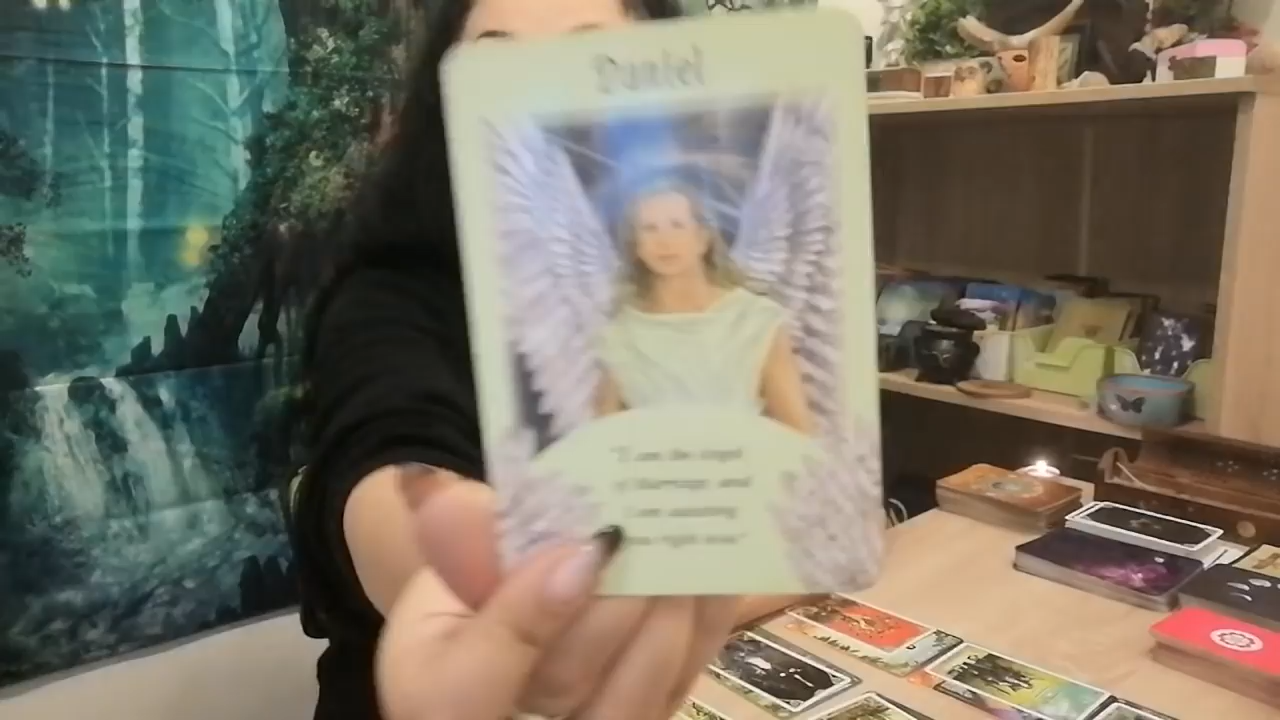 Daniel
"I am the angel
of marriage, and
I am assisting
you right now."